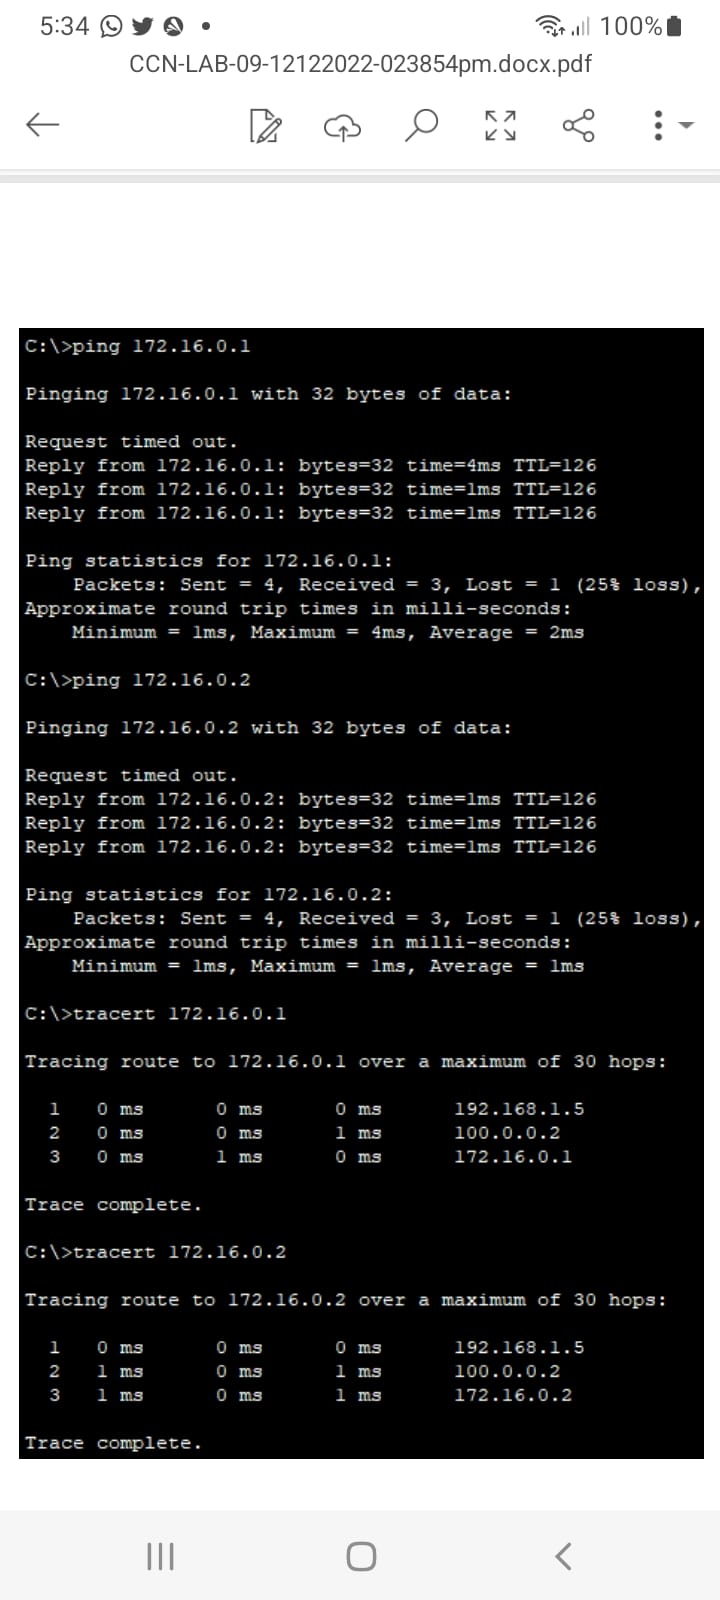 5:34
100%
CCN-LAB-09-12122022-023854pm.docx.pdf
C:\>ping 172.16.0.1
Pinging 172.16.0.1 with 32 bytes of data:
Request timed out.
Reply from 172.16.0.1: bytes=32 time=4ms TTL=126
Reply from 172.16.0.1: bytes=32 time=1ms TTL=126
Reply from 172.16.0.1: bytes=32 time=1ms TTL=126
Ping statistics for 172.16.0.1:
Packets: Sent = 4, Received = 3, Lost = 1 (25% loss),
Approximate round trip times in milli-seconds:
Minimum = 1ms, Maximum = 4ms, Average = 2ms
C:\>ping 172.16.0.2
Pinging 172.16.0.2 with 32 bytes of data:
Request timed out.
Reply from 172.16.0.2: bytes=32 time=1ms TTL=126
Reply from 172.16.0.2: bytes=32 time=1ms TTL=126
Reply from 172.16.0.2: bytes=32 time=1ms TTL=126
Ping statistics for 172.16.0.2:
Packets: Sent = 4, Received = 3, Lost = 1 (25% loss),
Approximate round trip times in milli-seconds:
Minimum = 1ms, Maximum = 1ms, Average = 1ms
C:\>tracert 172.16.0.1
Tracing route to 172.16.0.1 over a maximum of 30 hops:
1 0 ms 0 ms 0 ms 192.168.1.5
2 0 ms 0 ms 1 ms 100.0.0.2
3 0 ms 1 ms 0 ms 172.16.0.1
Trace complete.
C:\>tracert 172.16.0.2
Tracing route to 172.16.0.2 over a maximum of 30 hops:
1 0 ms 0 ms 0 ms 192.168.1.5
2 1 ms 0 ms 1 ms 100.0.0.2
3 1 ms 0 ms 1 ms 172.16.0.2
Trace complete.